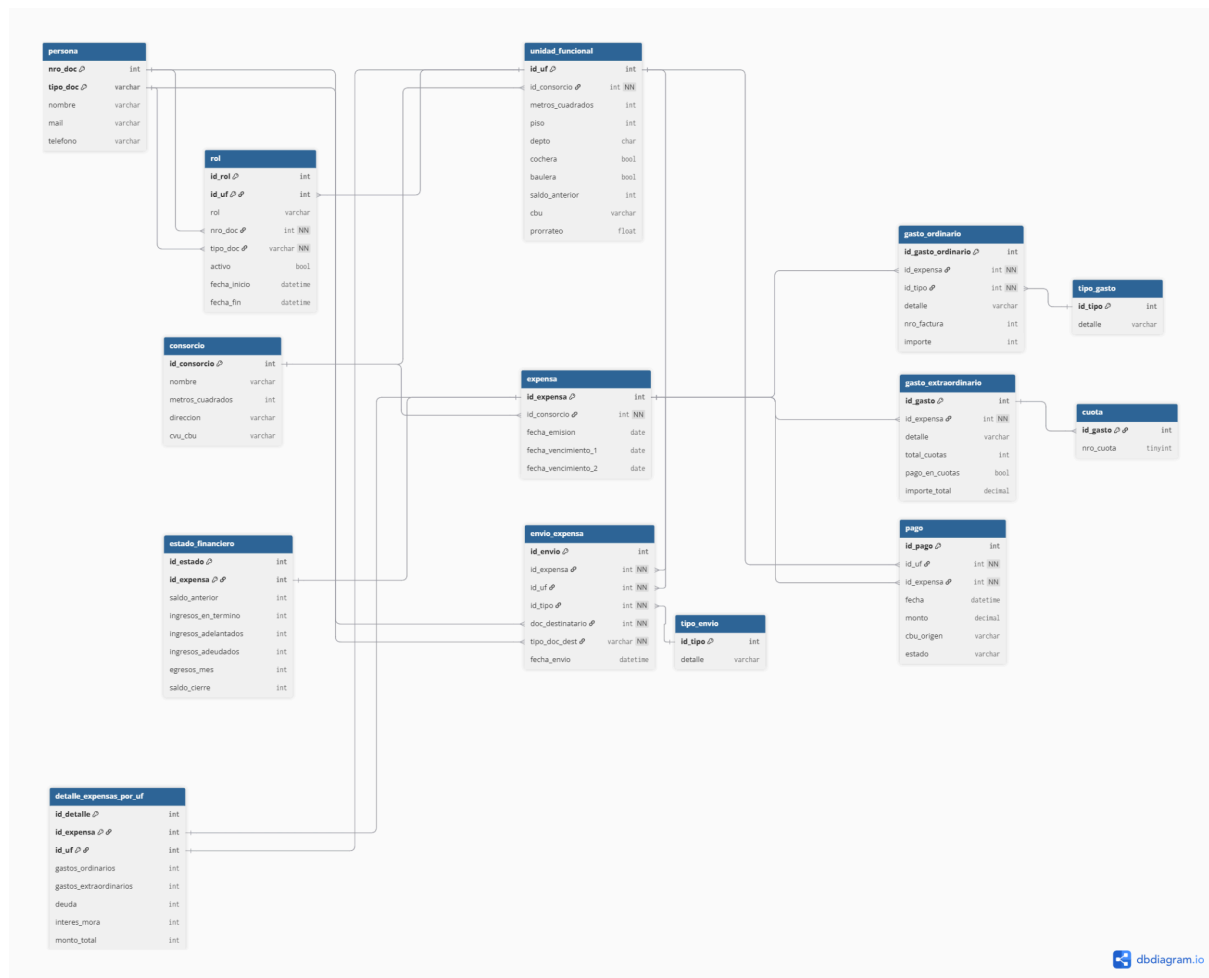 persona
nro_doc int
tipo_doc varchar
nombre varchar
mail varchar
telefono varchar
rol
id_rol int
id_uf int
rol varchar
nro_doc int NN
tipo_doc varchar NN
activo bool
fecha_inicio datetime
fecha_fin datetime
consorcio
id_consorcio int
nombre varchar
metros_cuadrados int
direccion varchar
cvu_cbu varchar
estado_financiero
id_estado int
id_expensa int
saldo_anterior int
ingresos_en_termino int
ingresos_adelantados int
ingresos_adeudados int
egresos_mes int
saldo_cierre int
detalle_expensas_por_uf
id_detalle int
id_expensa int
id_uf int
gastos_ordinarios int
gastos_extraordinarios int
deuda int
interes_mora int
monto_total int
unidad_funcional
id_uf int
id_consorcio int NN
metros_cuadrados int
piso int
depto char
cochera bool
baulera bool
saldo_anterior int
cbu varchar
prorrateo float
expensa
id_expensa int
id_consorcio int NN
fecha_emision date
fecha_vencimiento_1 date
fecha_vencimiento_2 date
envio_expensa
id_envio int
id_expensa int NN
id_uf int NN
id_tipo int NN
doc_destinatario int NN
tipo_doc_dest varchar NN
fecha_envio datetime
tipo_envio
id_tipo int
detalle varchar
gasto_ordinario
id_gasto_ordinario int
id_expensa int NN
id_tipo int NN
detalle varchar
nro_factura int
importe int
tipo_gasto
id_tipo int
detalle varchar
gasto_extraordinario
id_gasto int
id_expensa int NN
detalle varchar
total_cuotas int
pago_en_cuotas bool
importe_total decimal
cuota
id_gasto int
nro_cuota tinyint
pago
id_pago int
id_uf int NN
id_expensa int NN
fecha datetime
monto decimal
cbu_origen varchar
estado varchar
dbdiagram.io